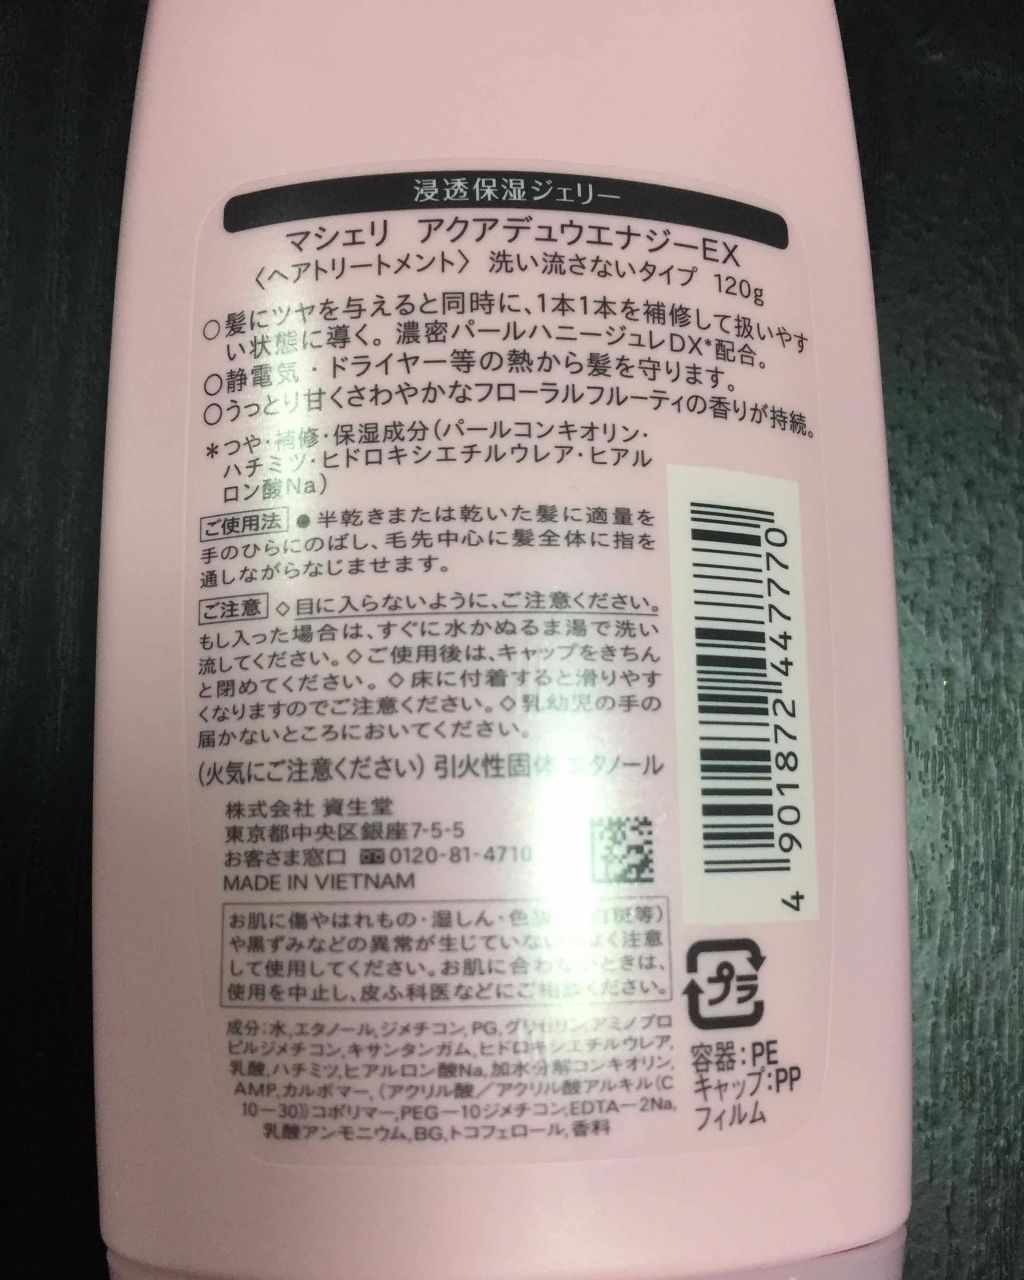 浸透保湿ジェリー
マシェリ アクアデュウエナジーEX
〈ヘアトリートメント〉 洗い流さないタイプ 120g
○髪にツヤを与えると同時に、1本1本を補修して扱いやす
い状態に導く。濃密パールハニージュレDX*配合。
○静電気・ドライヤー等の熱から髪を守ります。
○うっとり甘くさわやかなフローラルフルーティの香りが持続。
*つや・補修・保湿成分(パールコンキオリン・
ハチミツ・ヒドロキシエチルウレア・ヒアル
ロン酸Na)
ご使用法 ●半乾きまたは乾いた髪に適量を
手のひらにのばし、毛先中心に髪全体に指を
通しながらなじませます。
ご注意 ◇目に入らないように、ご注意ください。
もし入った場合は、すぐに水かぬるま湯で洗い
流してください。◇ご使用後は、キャップをきちん
と閉めてください。◇床に付着すると滑りやす
くなりますのでご注意ください。◇乳幼児の手の
届かないところにおいてください。
(火気にご注意ください) 引火性固体 エタノール
株式会社 資生堂
東京都中央区銀座7-5-5
お客さま窓口 0120-81-4710
MADE IN VIETNAM
お肌に傷やはれもの・湿しん・色 白斑等)
や黒ずみなどの異常が生じていない よく注意
して使用してください。お肌に合わないときは、
使用を中止し、皮ふ科医などにご相談ください。
成分:水,エタノール,ジメチコン,PG,グリセリン,アミノプロ
ピルジメチコン,キサンタンガム,ヒドロキシエチルウレア,
乳酸,ハチミツ,ヒアルロン酸Na,加水分解コンキオリン,
AMP,カルボマー,(アクリル酸/アクリル酸アルキル(C
10-30))コポリマー,PEG-10ジメチコン,EDTA-2Na,
乳酸アンモニウム,BG,トコフェロール,香料
4 901872 447770
プラ
容器:PE
キャップ:PP
フィルム